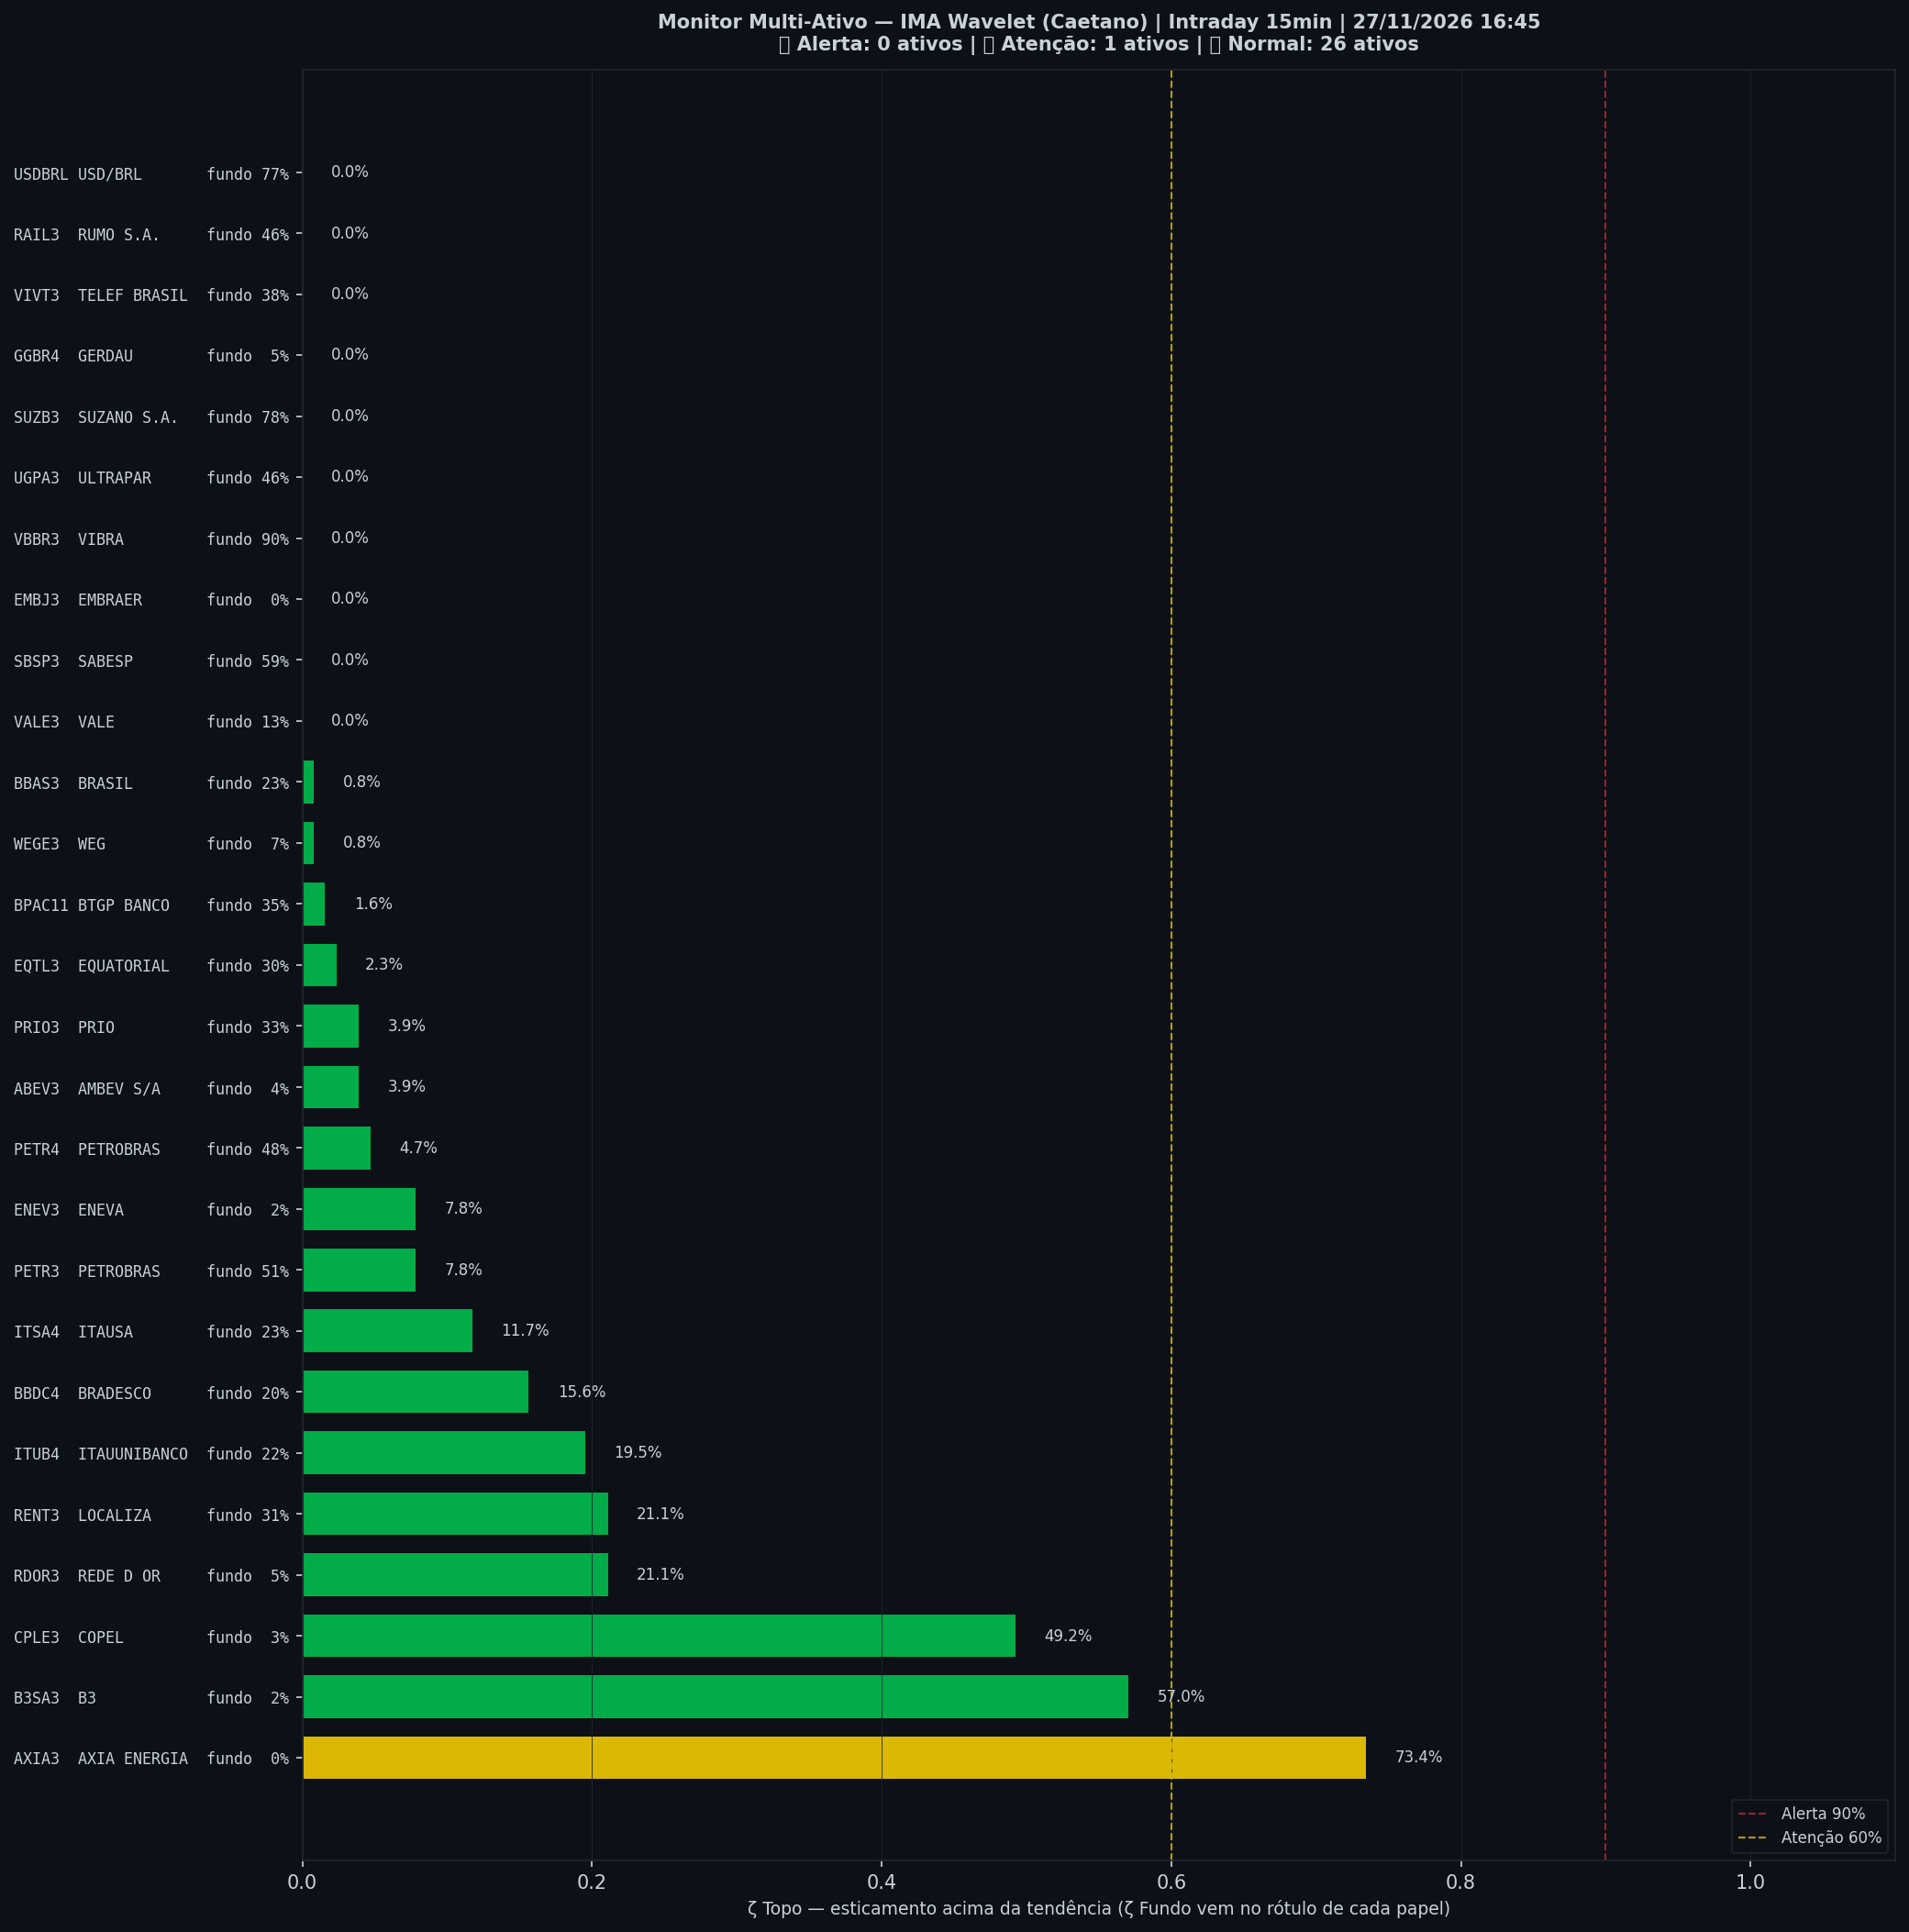 Monitor Multi-Ativo — IMA Wavelet (Caetano) | Intraday 15min | 27/11/2026 16:45
▯ Alerta: 0 ativos | ▯ Atenção: 1 ativos | ▯ Normal: 26 ativos
USDBRL USD/BRL fundo 77% 0.0%
RAIL3 RUMO S.A. fundo 46% 0.0%
VIVT3 TELEF BRASIL fundo 38% 0.0%
GGBR4 GERDAU fundo 5% 0.0%
SUZB3 SUZANO S.A. fundo 78% 0.0%
UGPA3 ULTRAPAR fundo 46% 0.0%
VBBR3 VIBRA fundo 90% 0.0%
EMBJ3 EMBRAER fundo 0% 0.0%
SBSP3 SABESP fundo 59% 0.0%
VALE3 VALE fundo 13% 0.0%
BBAS3 BRASIL fundo 23% 0.8%
WEGE3 WEG fundo 7% 0.8%
BPAC11 BTGP BANCO fundo 35% 1.6%
EQTL3 EQUATORIAL fundo 30% 2.3%
PRIO3 PRIO fundo 33% 3.9%
ABEV3 AMBEV S/A fundo 4% 3.9%
PETR4 PETROBRAS fundo 48% 4.7%
ENEV3 ENEVA fundo 2% 7.8%
PETR3 PETROBRAS fundo 51% 7.8%
ITSA4 ITAUSA fundo 23% 11.7%
BBDC4 BRADESCO fundo 20% 15.6%
ITUB4 ITAUUNIBANCO fundo 22% 19.5%
RENT3 LOCALIZA fundo 31% 21.1%
RDOR3 REDE D OR fundo 5% 21.1%
CPLE3 COPEL fundo 3% 49.2%
B3SA3 B3 fundo 2% 57.0%
AXIA3 AXIA ENERGIA fundo 0% 73.4%
Alerta 90%
Atenção 60%
0.0 0.2 0.4 0.6 0.8 1.0
ζ Topo — esticamento acima da tendência (ζ Fundo vem no rótulo de cada papel)